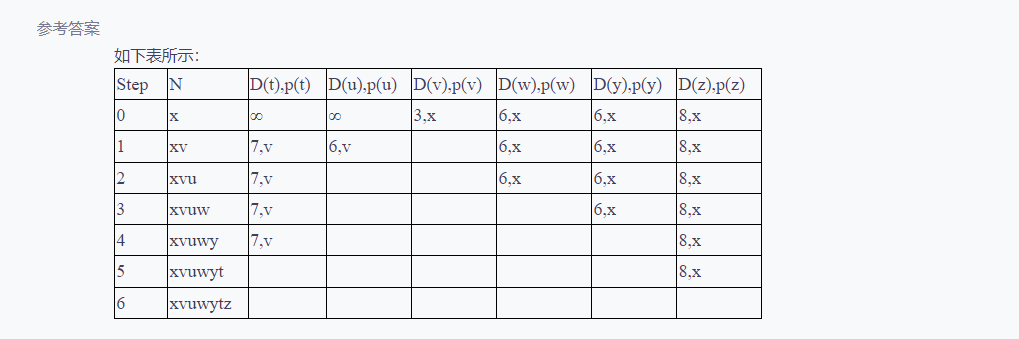 参考答案
如下表所示：
Step N D(t),p(t) D(u),p(u) D(v),p(v) D(w),p(w) D(y),p(y) D(z),p(z)
0 x ∞ ∞ 3,x 6,x 6,x 8,x
1 xv 7,v 6,v 6,x 6,x 8,x
2 xvu 7,v 6,x 6,x 8,x
3 xvuw 7,v 6,x 8,x
4 xvuwy 7,v 8,x
5 xvuwyt 8,x
6 xvuwytz